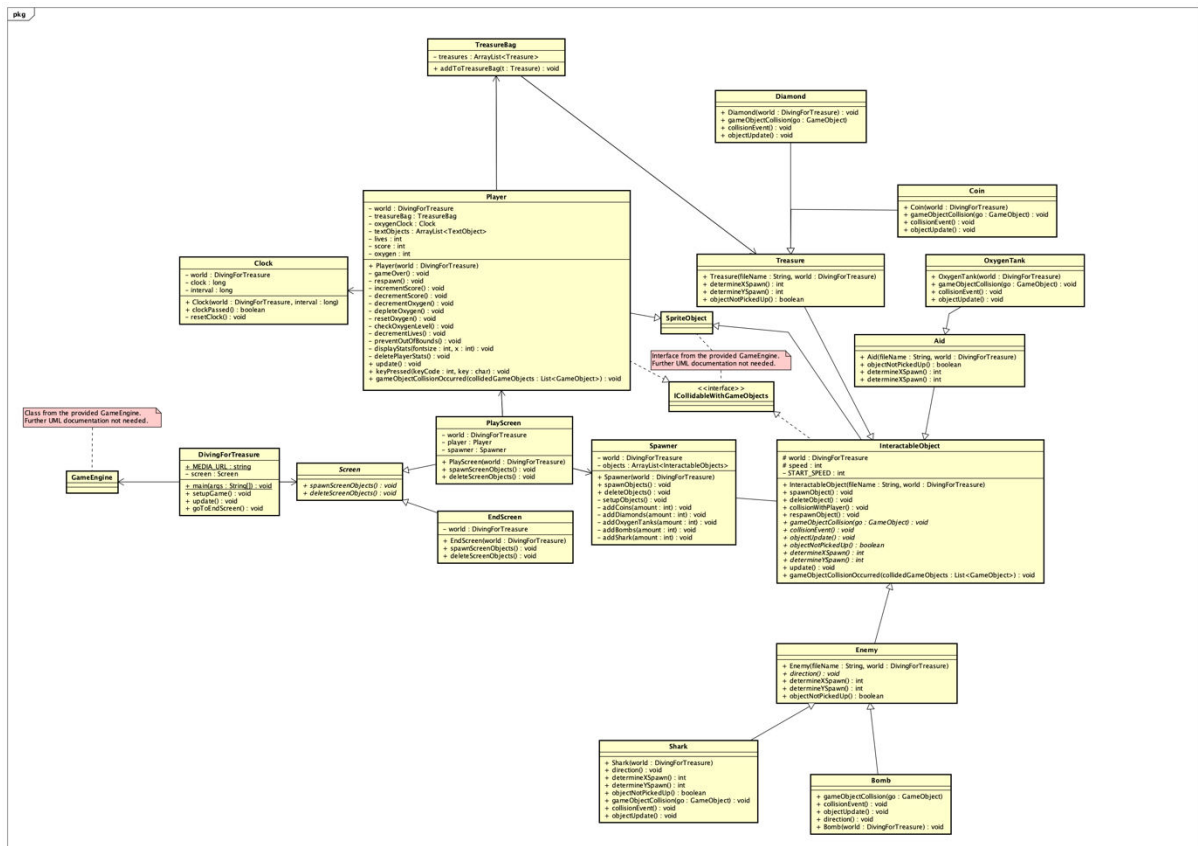 pkg
TreasureBag
- treasures : ArrayList<Treasure>
+ addToTreasureBag(t : Treasure) : void
Diamond
+ Diamond(world : DivingForTreasure) : void
+ gameObjectCollision(go : GameObject)
+ collisionEvent() : void
+ objectUpdate() : void
Coin
+ Coin(world : DivingForTreasure)
+ gameObjectCollision(go : GameObject) : void
+ collisionEvent() : void
+ objectUpdate() : void
Player
- world : DivingForTreasure
- treasureBag : TreasureBag
- oxygenClock : Clock
- textObjects : ArrayList<TextObject>
- lives : int
- score : int
- oxygen : int
+ Player(world : DivingForTreasure)
- gameOver() : void
- respawn() : void
- incrementScore() : void
- decrementScore() : void
- decrementOxygen() : void
- depleteOxygen() : void
- resetOxygen() : void
- checkOxygenLevel() : void
- decrementLives() : void
- preventOutOfBounds() : void
- displayStats(fontsize : int, x : int) : void
- deletePlayerStats() : void
+ update() : void
+ keyPressed(keyCode : int, key : char) : void
+ gameObjectCollisionOccurred(collidedGameObjects : List<GameObject>) : void
Clock
- world : DivingForTreasure
- clock : long
- interval : long
+ Clock(world : DivingForTreasure, interval : long)
+ clockPassed() : boolean
- resetClock() : void
Treasure
+ Treasure(fileName : String, world : DivingForTreasure)
+ determineXSpawn() : int
+ determineYSpawn() : int
+ objectNotPickedUp() : boolean
OxygenTank
+ OxygenTank(world : DivingForTreasure)
+ gameObjectCollision(go : GameObject) : void
+ collisionEvent() : void
+ objectUpdate() : void
SpriteObject
Aid
+ Aid(fileName : String, world : DivingForTreasure)
+ objectNotPickedUp() : boolean
+ determineXSpawn() : int
+ determineXSpawn() : int
Interface from the provided GameEngine.
Further UML documentation not needed.
<<interface>>
ICollidableWithGameObjects
Class from the provided GameEngine.
Further UML documentation not needed.
GameEngine
DivingForTreasure
+ MEDIA_URL : string
- screen : Screen
+ main(args : String[]) : void
+ setupGame() : void
+ update() : void
+ goToEndScreen() : void
Screen
+ spawnScreenObjects() : void
+ deleteScreenObjects() : void
PlayScreen
- world : DivingForTreasure
- player : Player
- spawner : Spawner
+ PlayScreen(world : DivingForTreasure)
+ spawnScreenObjects() : void
+ deleteScreenObjects() : void
EndScreen
- world : DivingForTreasure
+ EndScreen(world : DivingForTreasure)
+ spawnScreenObjects() : void
+ deleteScreenObjects() : void
Spawner
- world : DivingForTreasure
- objects : ArrayList<InteractableObjects>
+ Spawner(world : DivingForTreasure)
+ spawnObjects() : void
+ deleteObjects() : void
- setupObjects() : void
- addCoins(amount : int) : void
- addDiamonds(amount : int) : void
- addOxygenTanks(amount : int) : void
- addBombs(amount : int) : void
- addShark(amount : int) : void
InteractableObject
# world : DivingForTreasure
# speed : int
- START_SPEED : int
+ InteractableObject(fileName : String, world : DivingForTreasure)
+ spawnObject() : void
+ deleteObject() : void
+ collisionWithPlayer() : void
+ respawnObject() : void
+ gameObjectCollision(go : GameObject) : void
+ collisionEvent() : void
+ objectUpdate() : void
+ objectNotPickedUp() : boolean
+ determineXSpawn() : int
+ determineYSpawn() : int
+ update() : void
+ gameObjectCollisionOccurred(collidedGameObjects : List<GameObject>) : void
Enemy
+ Enemy(fileName : String, world : DivingForTreasure)
+ direction() : void
+ determineXSpawn() : int
+ determineYSpawn() : int
+ objectNotPickedUp() : boolean
Shark
+ Shark(world : DivingForTreasure)
+ direction() : void
+ determineXSpawn() : int
+ determineYSpawn() : int
+ objectNotPickedUp() : boolean
+ gameObjectCollision(go : GameObject) : void
+ collisionEvent() : void
+ objectUpdate() : void
Bomb
+ gameObjectCollision(go : GameObject)
+ collisionEvent() : void
+ objectUpdate() : void
+ direction() : void
+ Bomb(world : DivingForTreasure) : void